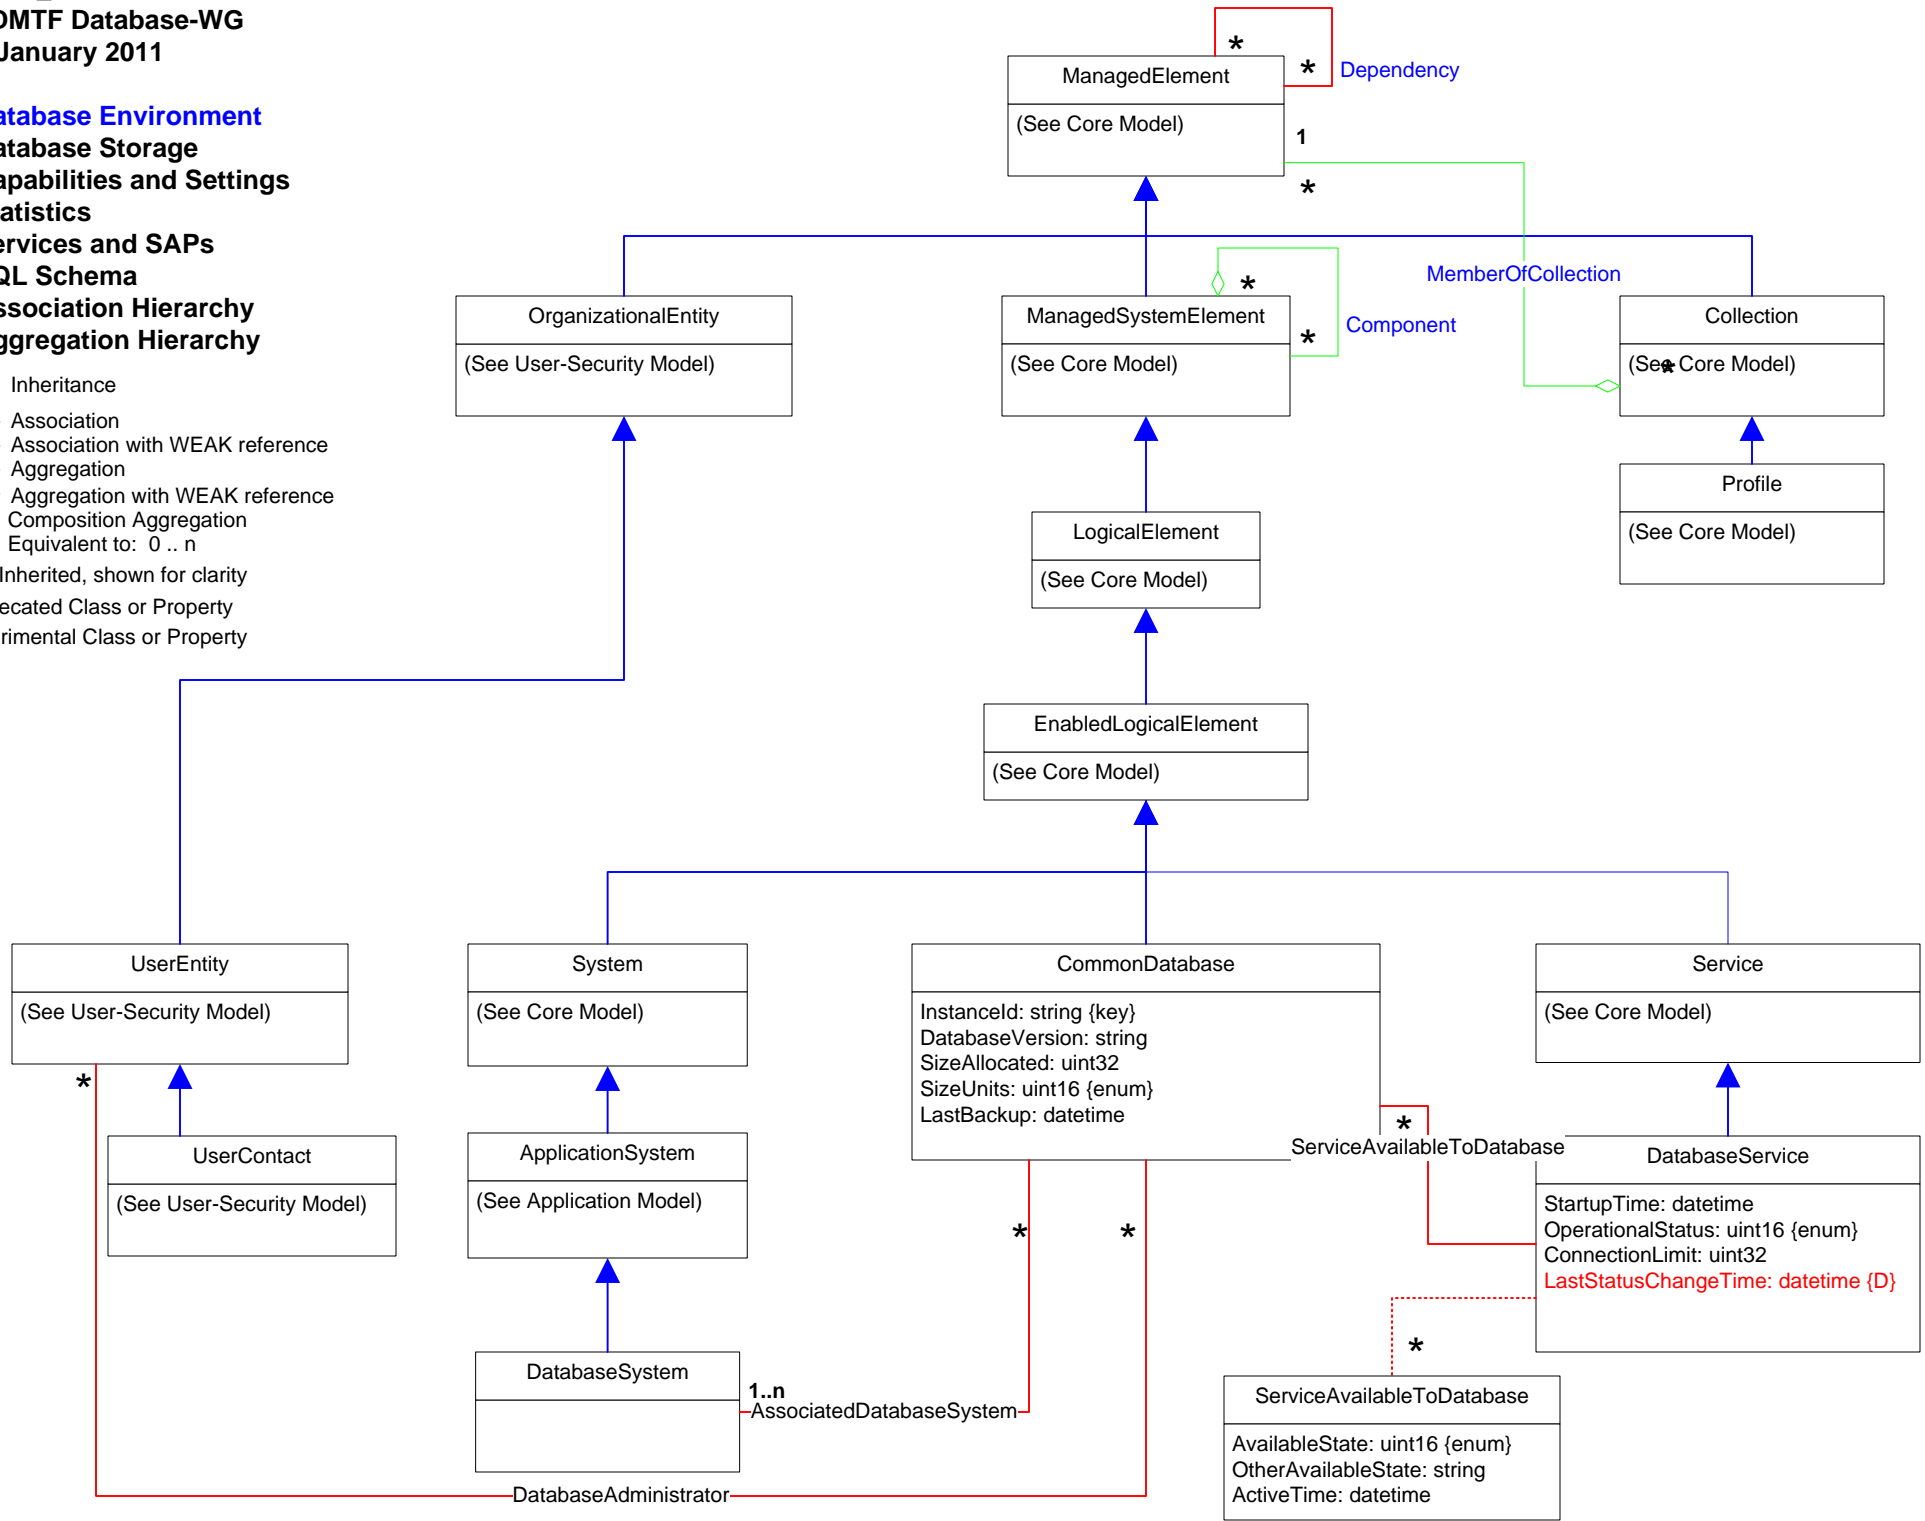 DMTF Database-WG
January 2011
atabase Environment
atabase Storage
apabilities and Settings
tatistics
ervices and SAPs
QL Schema
ssociation Hierarchy
ggregation Hierarchy
Inheritance
Association
Association with WEAK reference
Aggregation
Aggregation with WEAK reference
Composition Aggregation
Equivalent to: 0 .. n
Inherited, shown for clarity
ecated Class or Property
rimental Class or Property
*
ManagedElement
*
Dependency
(See Core Model)
1
*
MemberOfCollection
OrganizationalEntity
(See User-Security Model)
ManagedSystemElement
(See Core Model)
*
*
Component
Collection
(See Core Model)
*
Profile
(See Core Model)
LogicalElement
(See Core Model)
EnabledLogicalElement
(See Core Model)
UserEntity
(See User-Security Model)
*
System
(See Core Model)
CommonDatabase
InstanceId: string {key}
DatabaseVersion: string
SizeAllocated: uint32
SizeUnits: uint16 {enum}
LastBackup: datetime
Service
(See Core Model)
*
ServiceAvailableToDatabase
UserContact
(See User-Security Model)
ApplicationSystem
(See Application Model)
*
*
DatabaseService
StartupTime: datetime
OperationalStatus: uint16 {enum}
ConnectionLimit: uint32
LastStatusChangeTime: datetime {D}
*
DatabaseSystem
1..n
AssociatedDatabaseSystem
ServiceAvailableToDatabase
AvailableState: uint16 {enum}
OtherAvailableState: string
ActiveTime: datetime
DatabaseAdministrator